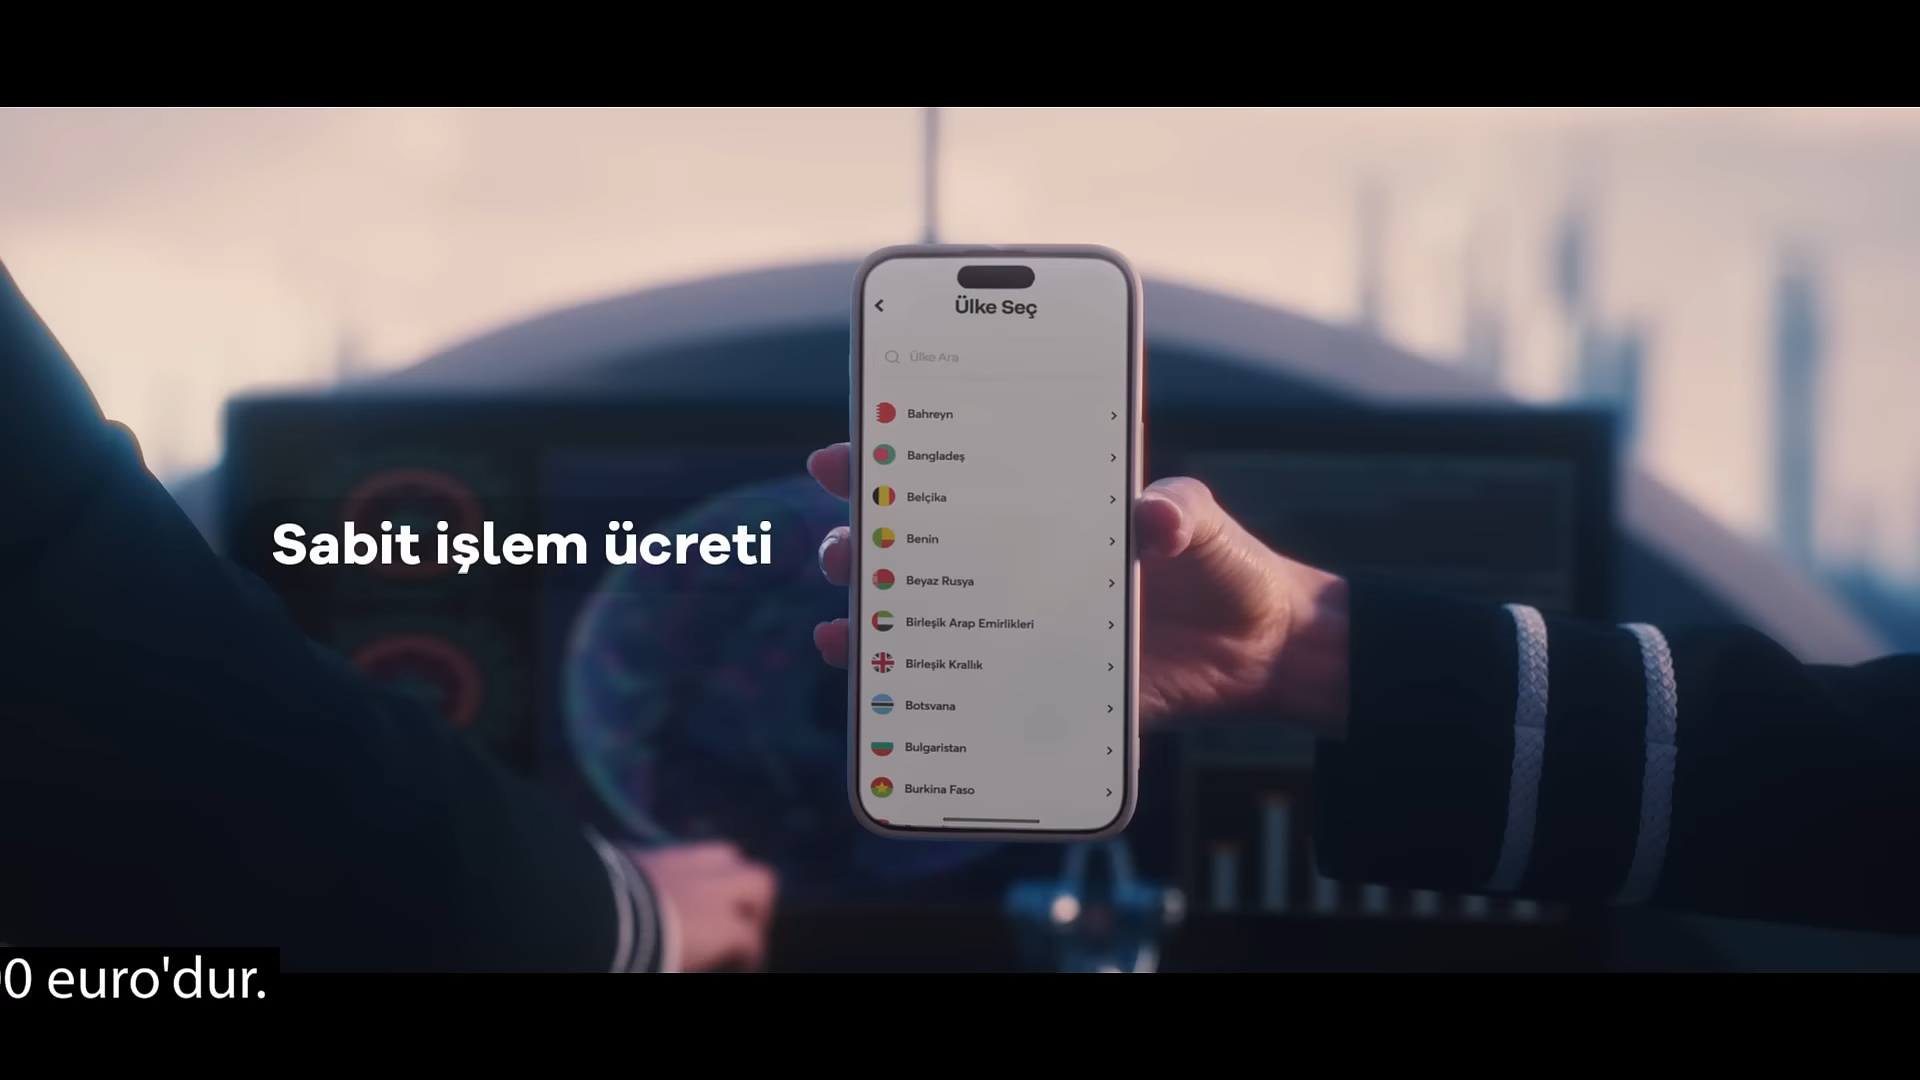 Ülke Seç
Ülke Ara
Bahreyn
Bangladeş
Belçika
Benin
Beyaz Rusya
Birleşik Arap Emirlikleri
Birleşik Krallık
Botsvana
Bulgaristan
Burkina Faso
Sabit işlem ücreti
0 euro'dur.